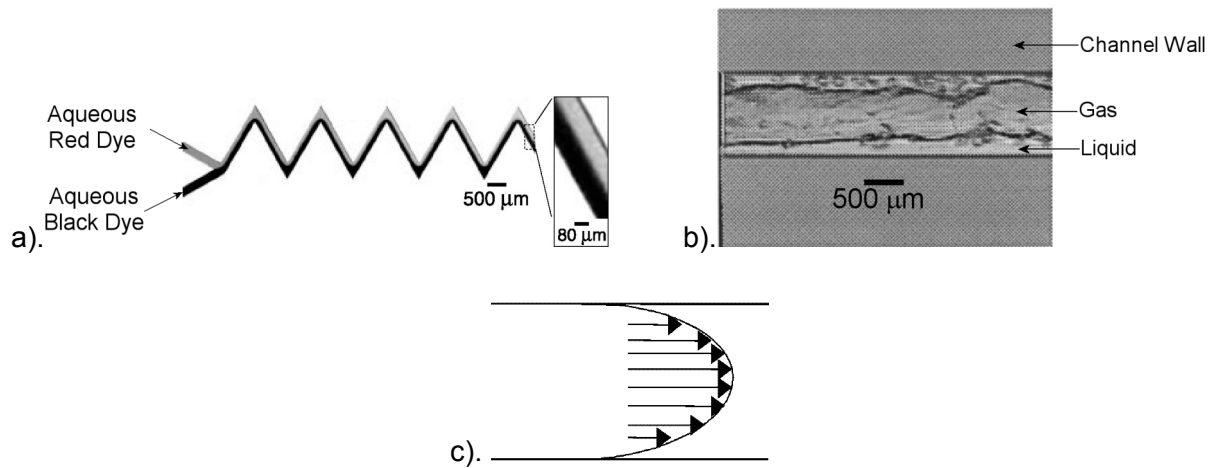 Aqueous
Red Dye
Aqueous
Black Dye
500 μm
80 μm
a).
Channel Wall
Gas
Liquid
500 μm
b).
c).